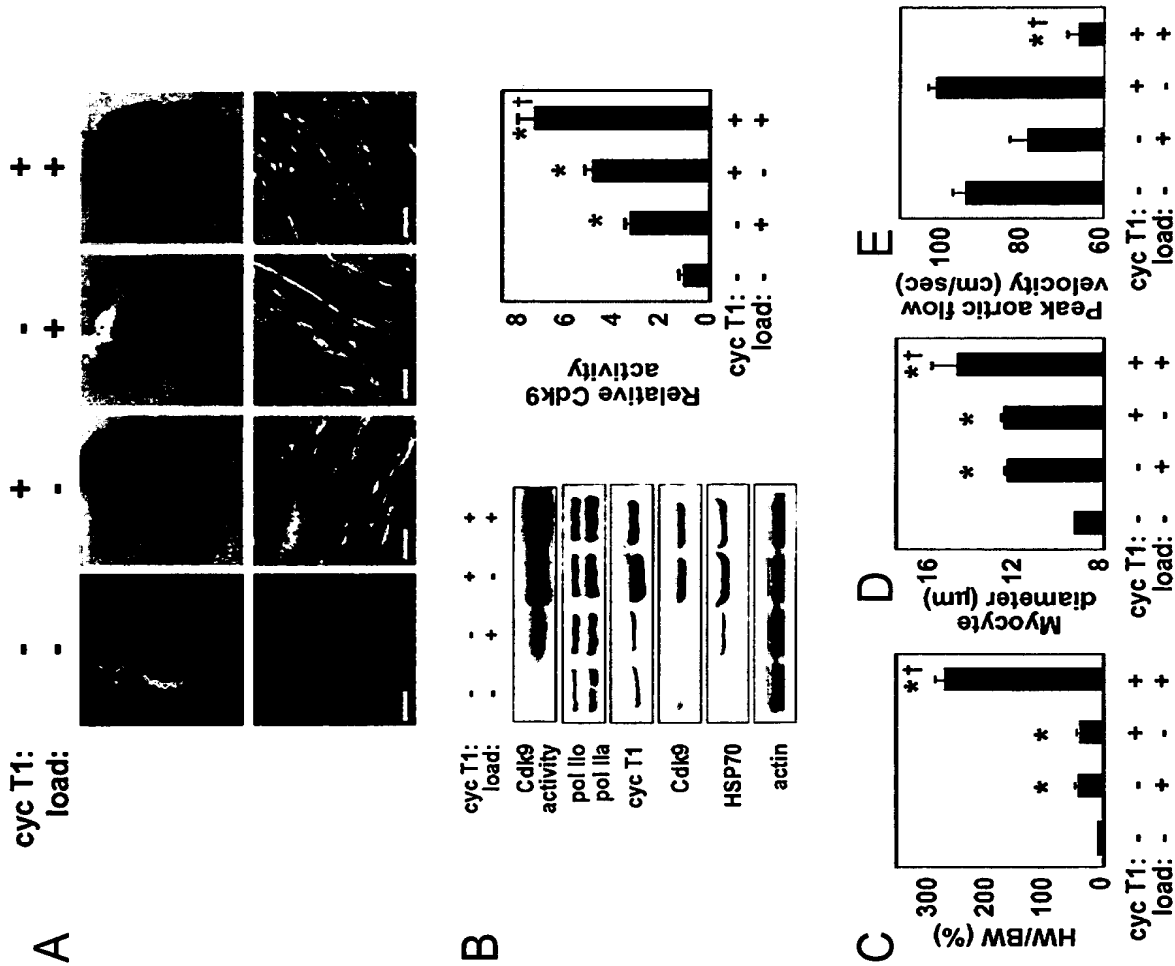 A
cyc T1: - + - +
load: - - + +
B
cyc T1: - - + +
load: - + - +
Cdk9
activity
pol IIo
pol IIa
cyc T1
Cdk9
HSP70
actin
Relative Cdk9
activity
8
6
4
2
0
* * *†
cyc T1: - - + +
load: - + - +
C
HW/BW (%)
300
200
100
0
* * *†
cyc T1: - - + +
load: - + - +
D
Myocyte
diameter (µm)
16
12
8
* * *†
cyc T1: - - + +
load: - + - +
E
Peak aortic flow
velocity (cm/sec)
100
80
60
*†
cyc T1: - - + +
load: - + - +